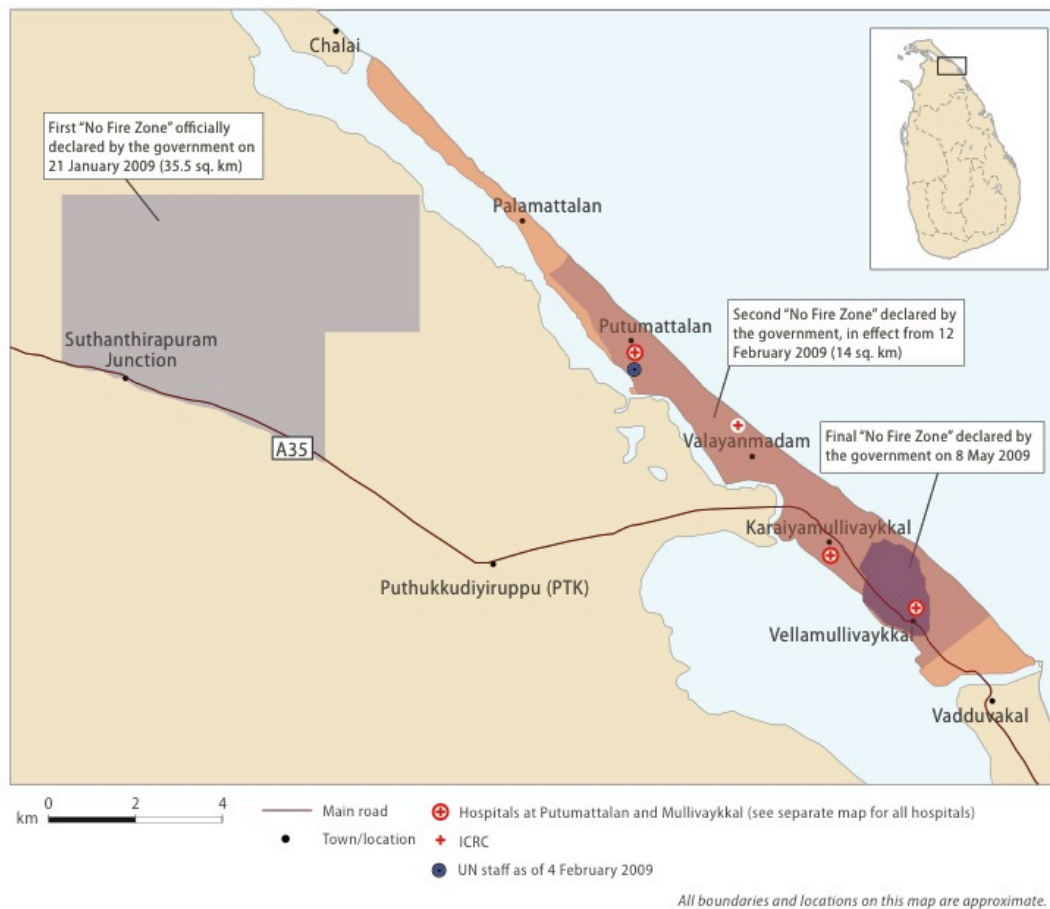 Chalai
First “No Fire Zone” officially
declared by the government on
21 January 2009 (35.5 sq. km)
Palamattalan
Suthanthirapuram
Junction
Putumattalan
Second “No Fire Zone” declared by
the government, in effect from 12
February 2009 (14 sq. km)
A35
Valayanmadam
Final “No Fire Zone” declared by
the government on 8 May 2009
Karaiyamullivaykkal
Puthukkudiyiruppu (PTK)
Vellamullivaykkal
Vadduvakal
0 2 4
km
Main road
Town/location
Hospitals at Putumattalan and Mullivaykkal (see separate map for all hospitals)
ICRC
UN staff as of 4 February 2009
All boundaries and locations on this map are approximate.